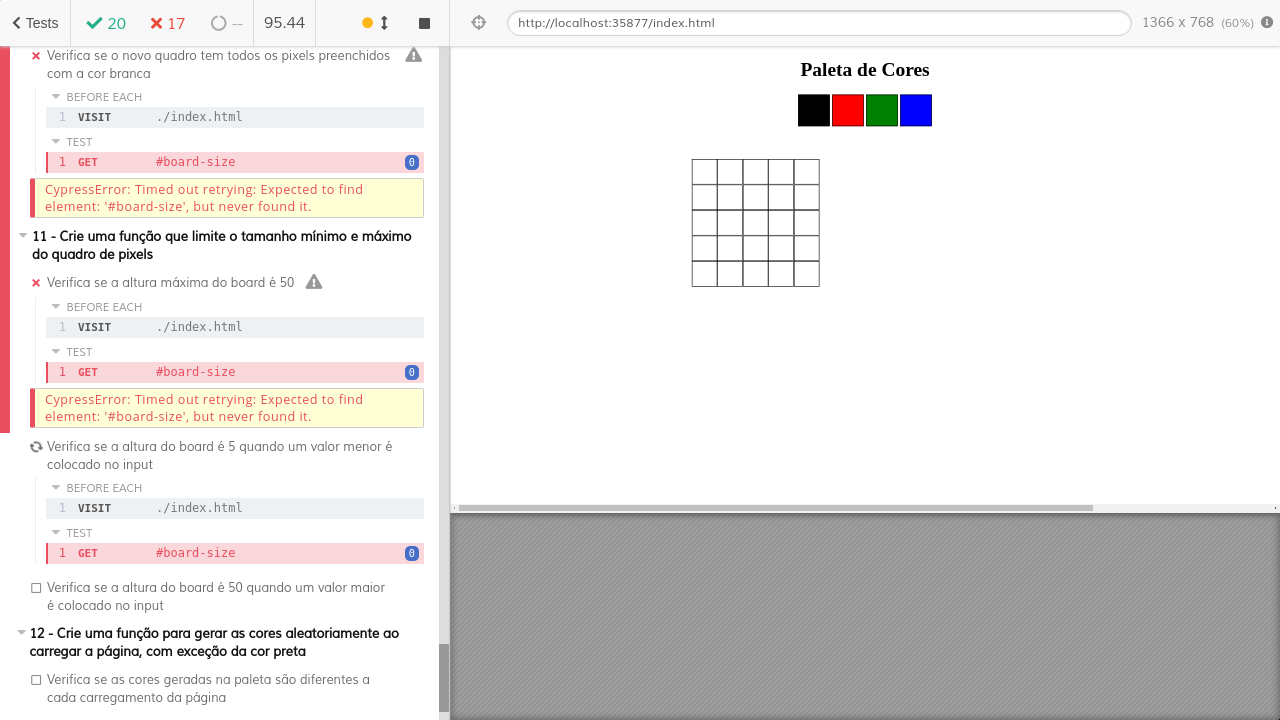 Tests
20
17
--
95.44
Verifica se o novo quadro tem todos os pixels preenchidos
com a cor branca
BEFORE EACH
1 VISIT ./index.html
TEST
1 GET #board-size 0
CypressError: Timed out retrying: Expected to find
element: '#board-size', but never found it.
11 - Crie uma função que limite o tamanho mínimo e máximo
do quadro de pixels
Verifica se a altura máxima do board é 50
BEFORE EACH
1 VISIT ./index.html
TEST
1 GET #board-size 0
CypressError: Timed out retrying: Expected to find
element: '#board-size', but never found it.
Verifica se a altura do board é 5 quando um valor menor é
colocado no input
BEFORE EACH
1 VISIT ./index.html
TEST
1 GET #board-size 0
Verifica se a altura do board é 50 quando um valor maior
é colocado no input
12 - Crie uma função para gerar as cores aleatoriamente ao
carregar a página, com exceção da cor preta
Verifica se as cores geradas na paleta são diferentes a
cada carregamento da página
http://localhost:35877/index.html
1366 x 768 (60%)
Paleta de Cores